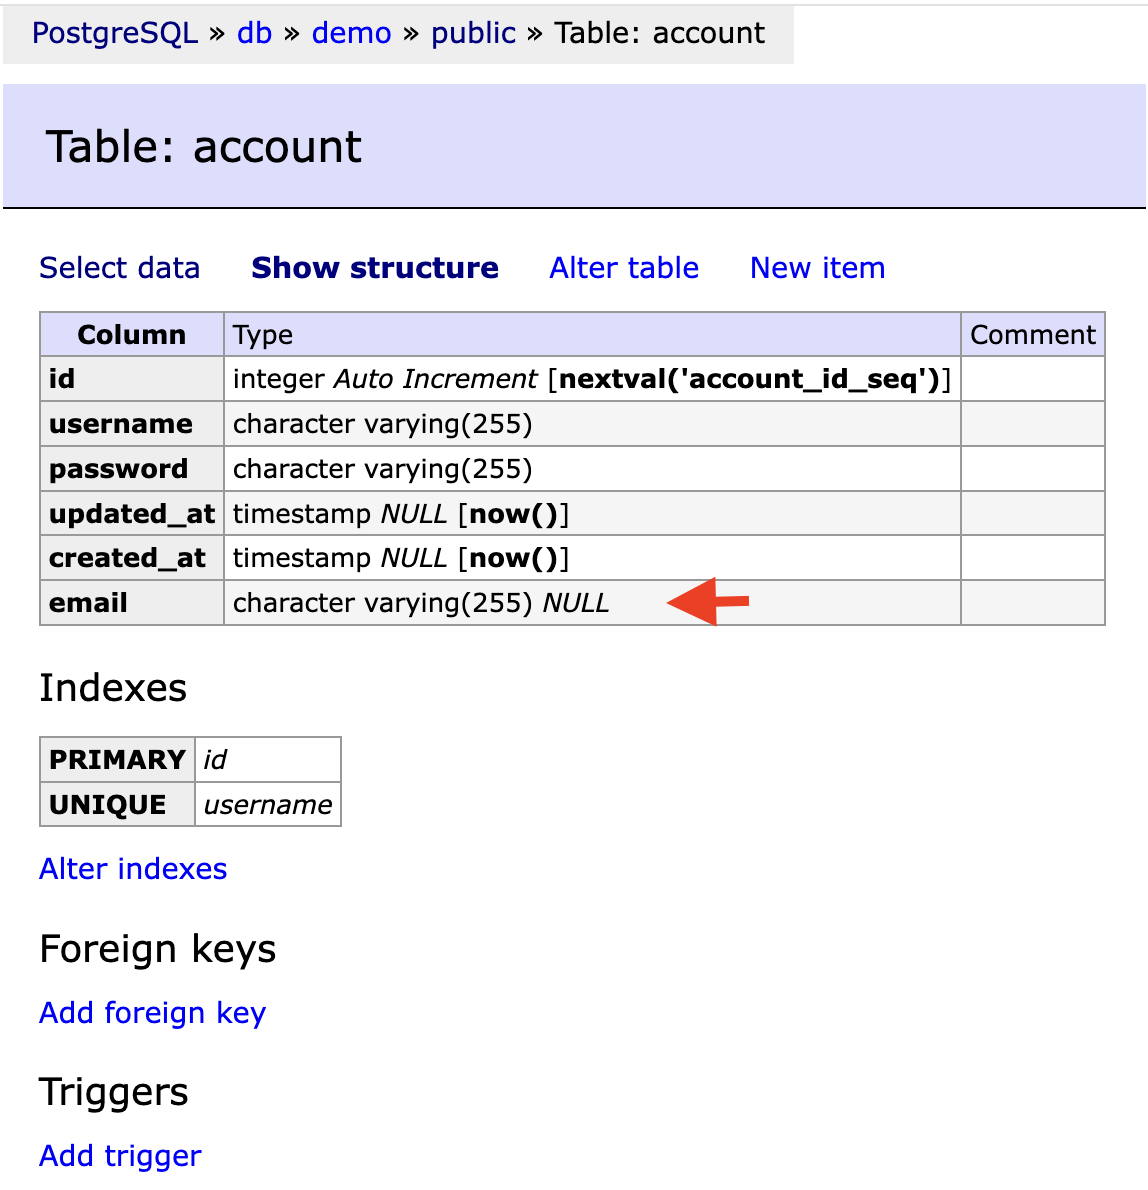 PostgreSQL » db » demo » public » Table: account
Table: account
Select data Show structure Alter table New item
Column Type Comment
id integer Auto Increment [nextval('account_id_seq')]
username character varying(255)
password character varying(255)
updated_at timestamp NULL [now()]
created_at timestamp NULL [now()]
email character varying(255) NULL
Indexes
PRIMARY id
UNIQUE username
Alter indexes
Foreign keys
Add foreign key
Triggers
Add trigger